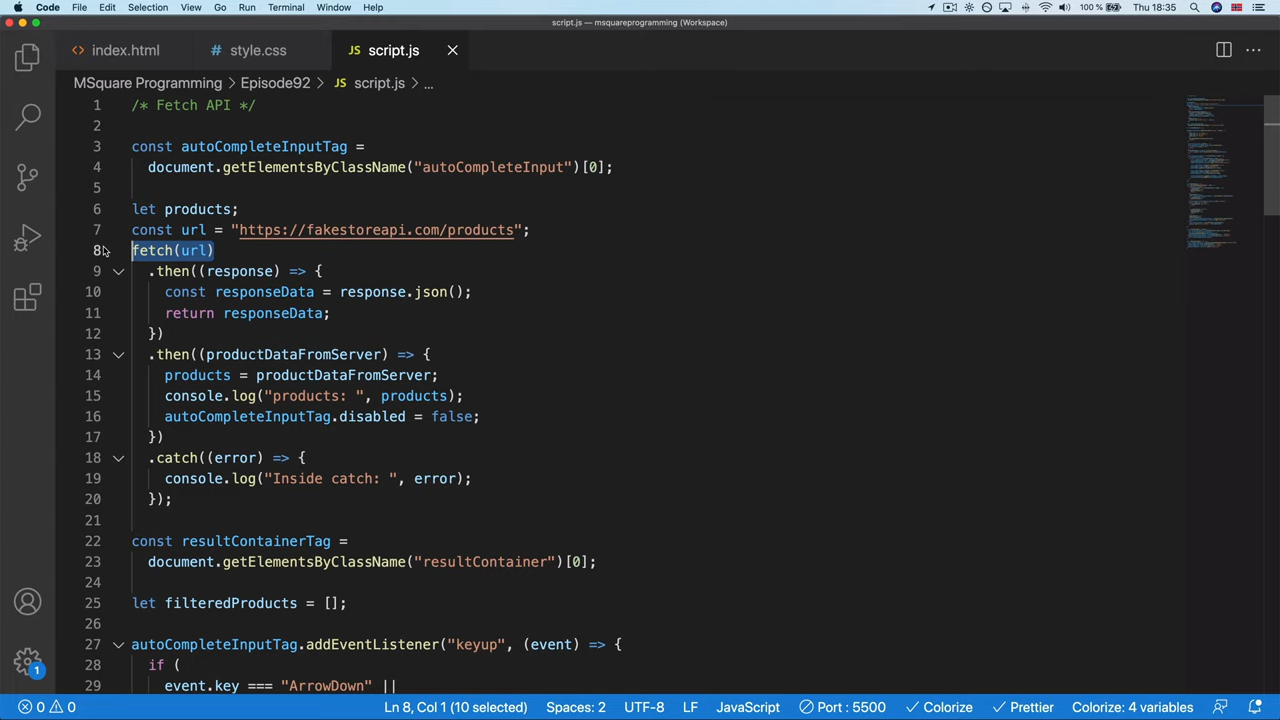 Code File Edit Selection View Go Run Terminal Window Help 100 % Thu 18:35
script.js — msquareprogramming (Workspace)
<> index.html # style.css JS script.js
MSquare Programming > Episode92 > JS script.js > ...
1 /* Fetch API */
2
3 const autoCompleteInputTag =
4 document.getElementsByClassName("autoCompleteInput")[0];
5
6 let products;
7 const url = "https://fakestoreapi.com/products";
8 fetch(url)
9 .then((response) => {
10 const responseData = response.json();
11 return responseData;
12 })
13 .then((productDataFromServer) => {
14 products = productDataFromServer;
15 console.log("products: ", products);
16 autoCompleteInputTag.disabled = false;
17 })
18 .catch((error) => {
19 console.log("Inside catch: ", error);
20 });
21
22 const resultContainerTag =
23 document.getElementsByClassName("resultContainer")[0];
24
25 let filteredProducts = [];
26
27 autoCompleteInputTag.addEventListener("keyup", (event) => {
28 if (
29 event.key === "ArrowDown" ||
1
0 0 Ln 8, Col 1 (10 selected) Spaces: 2 UTF-8 LF JavaScript Port : 5500 Colorize Prettier Colorize: 4 variables